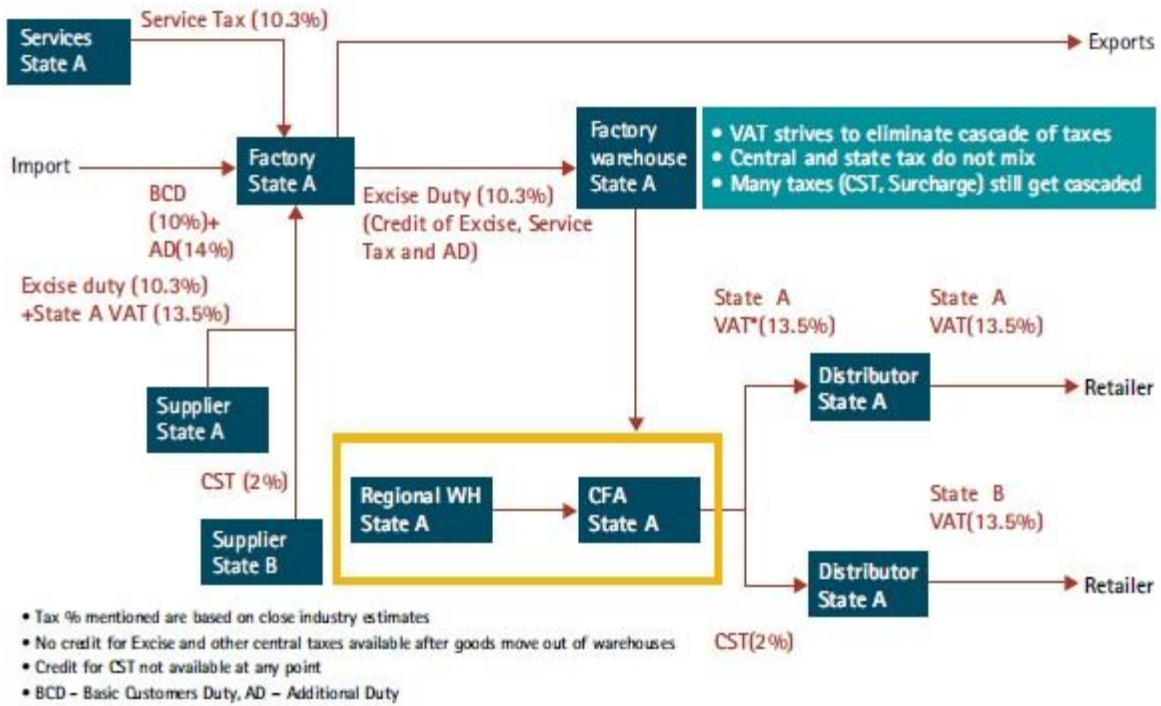 Service Tax (10.3%)
Services
State A
Exports
Import
Factory
State A
Factory
warehouse
State A
• VAT strives to eliminate cascade of taxes
• Central and state tax do not mix
• Many taxes (CST, Surcharge) still get cascaded
BCD
(10%)+
AD(14%)
Excise Duty (10.3%)
(Credit of Excise, Service
Tax and AD)
Excise duty (10.3%)
+State A VAT (13.5%)
State A
VAT*(13.5%)
State A
VAT(13.5%)
Supplier
State A
Distributor
State A
Retailer
CST (2%)
Regional WH
State A
CFA
State A
State B
VAT(13.5%)
Supplier
State B
Distributor
State A
Retailer
CST(2%)
• Tax % mentioned are based on close industry estimates
• No credit for Excise and other central taxes available after goods move out of warehouses
• Credit for CST not available at any point
• BCD – Basic Customers Duty, AD – Additional Duty